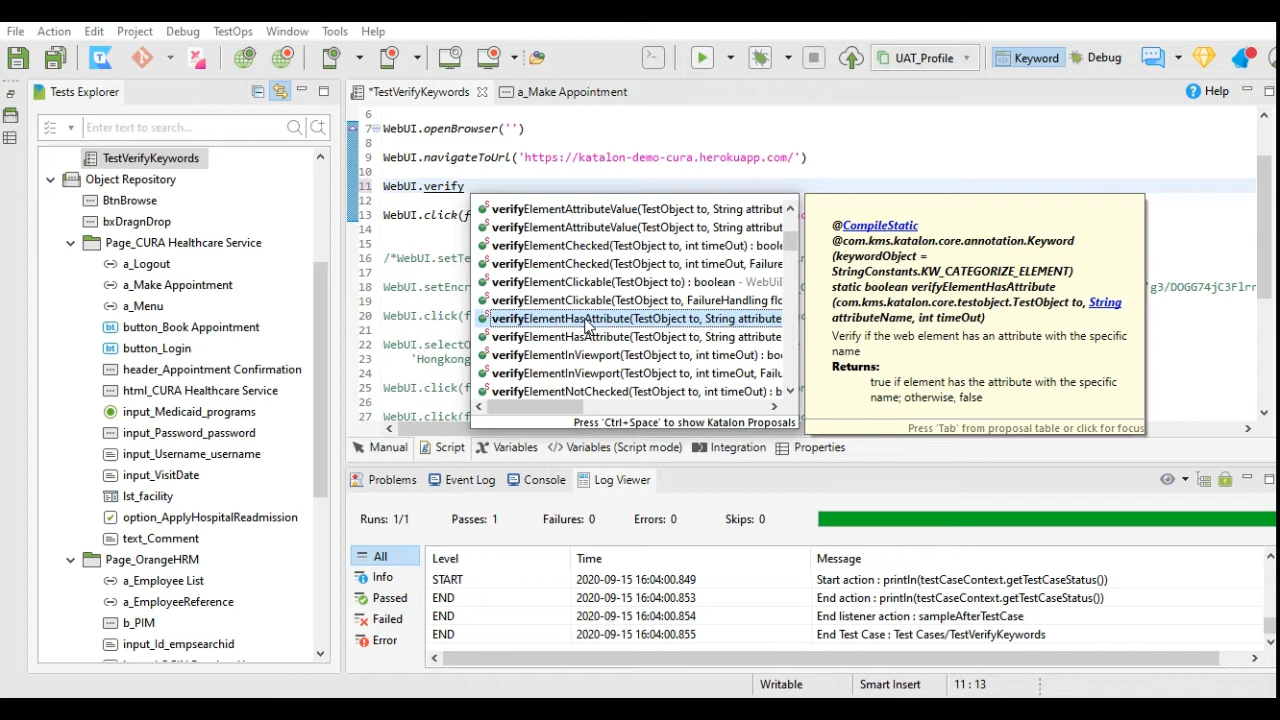 File Action Edit Project Debug TestOps Window Tools Help
UAT_Profile Keyword Debug
Tests Explorer
*TestVerifyKeywords a_Make Appointment Help
Enter text to search...
TestVerifyKeywords
Object Repository
BtnBrowse
bxDragnDrop
Page_CURA Healthcare Service
a_Logout
a_Make Appointment
a_Menu
button_Book Appointment
button_Login
header_Appointment Confirmation
html_CURA Healthcare Service
input_Medicaid_programs
input_Password_password
input_Username_username
input_VisitDate
lst_facility
option_ApplyHospitalReadmission
text_Comment
Page_OrangeHRM
a_Employee List
a_EmployeeReference
b_PIM
input_Id_empsearchid
6
7 WebUI.openBrowser('')
8
9 WebUI.navigateToUrl('https://katalon-demo-cura.herokuapp.com/')
10
11 WebUI.verify
12
13 WebUI.click(f
14
15
16 /*WebUI.setTe
17
18 WebUI.setEncr g3/DOGG74jC3Flrr
19
20 WebUI.click(f
21
22 WebUI.selectO
23 'Hongkong
24
25 WebUI.click(f
26
27 WebUI.click(f
verifyElementAttributeValue(TestObject to, String attribut
verifyElementAttributeValue(TestObject to, String attribut
verifyElementChecked(TestObject to, int timeOut) : boole
verifyElementChecked(TestObject to, int timeOut, Failure
verifyElementClickable(TestObject to) : boolean - WebUiB
verifyElementClickable(TestObject to, FailureHandling flo
verifyElementHasAttribute(TestObject to, String attribute
verifyElementHasAttribute(TestObject to, String attribute
verifyElementInViewport(TestObject to, int timeOut) : boo
verifyElementInViewport(TestObject to, int timeOut, Failu
verifyElementNotChecked(TestObject to, int timeOut) : b
Press 'Ctrl+Space' to show Katalon Proposals
@CompileStatic
@com.kms.katalon.core.annotation.Keyword
(keywordObject =
StringConstants.KW_CATEGORIZE_ELEMENT)
static boolean verifyElementHasAttribute
(com.kms.katalon.core.testobject.TestObject to, String
attributeName, int timeOut)
Verify if the web element has an attribute with the specific
name
Returns:
true if element has the attribute with the specific
name; otherwise, false
Press 'Tab' from proposal table or click for focus
Manual Script Variables Variables (Script mode) Integration Properties
Problems Event Log Console Log Viewer
Runs: 1/1 Passes: 1 Failures: 0 Errors: 0 Skips: 0
All
Info
Passed
Failed
Error
Level Time Message
START 2020-09-15 16:04:00.849 Start action : println(testCaseContext.getTestCaseStatus())
END 2020-09-15 16:04:00.853 End action : println(testCaseContext.getTestCaseStatus())
END 2020-09-15 16:04:00.854 End listener action : sampleAfterTestCase
END 2020-09-15 16:04:00.855 End Test Case : Test Cases/TestVerifyKeywords
Writable Smart Insert 11 : 13